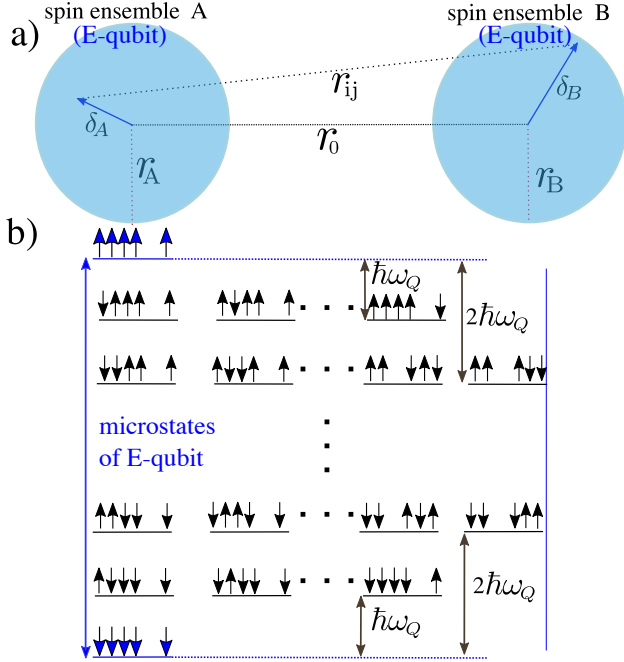 a)
spin ensemble A
(E-qubit)
spin ensemble B
(E-qubit)
r_ij
δ_A
δ_B
r_0
r_A
r_B
b)
ℏω_Q
2ℏω_Q
microstates
of E-qubit
2ℏω_Q
ℏω_Q